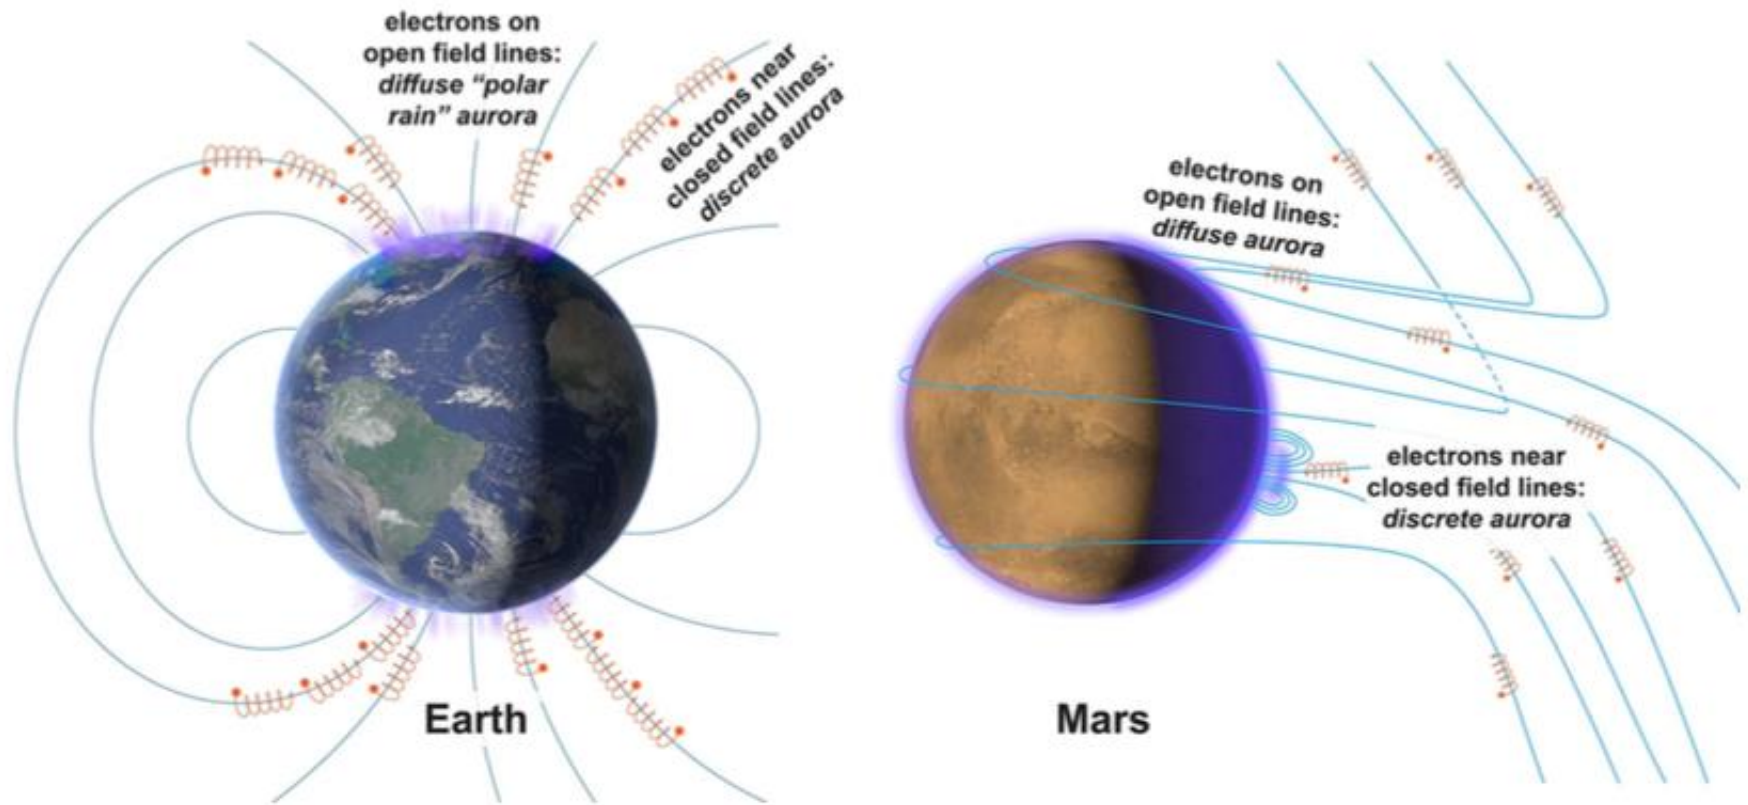 electrons on
open field lines:
diffuse “polar
rain” aurora
electrons near
closed field lines:
discrete aurora
Earth
electrons on
open field lines:
diffuse aurora
electrons near
closed field lines:
discrete aurora
Mars